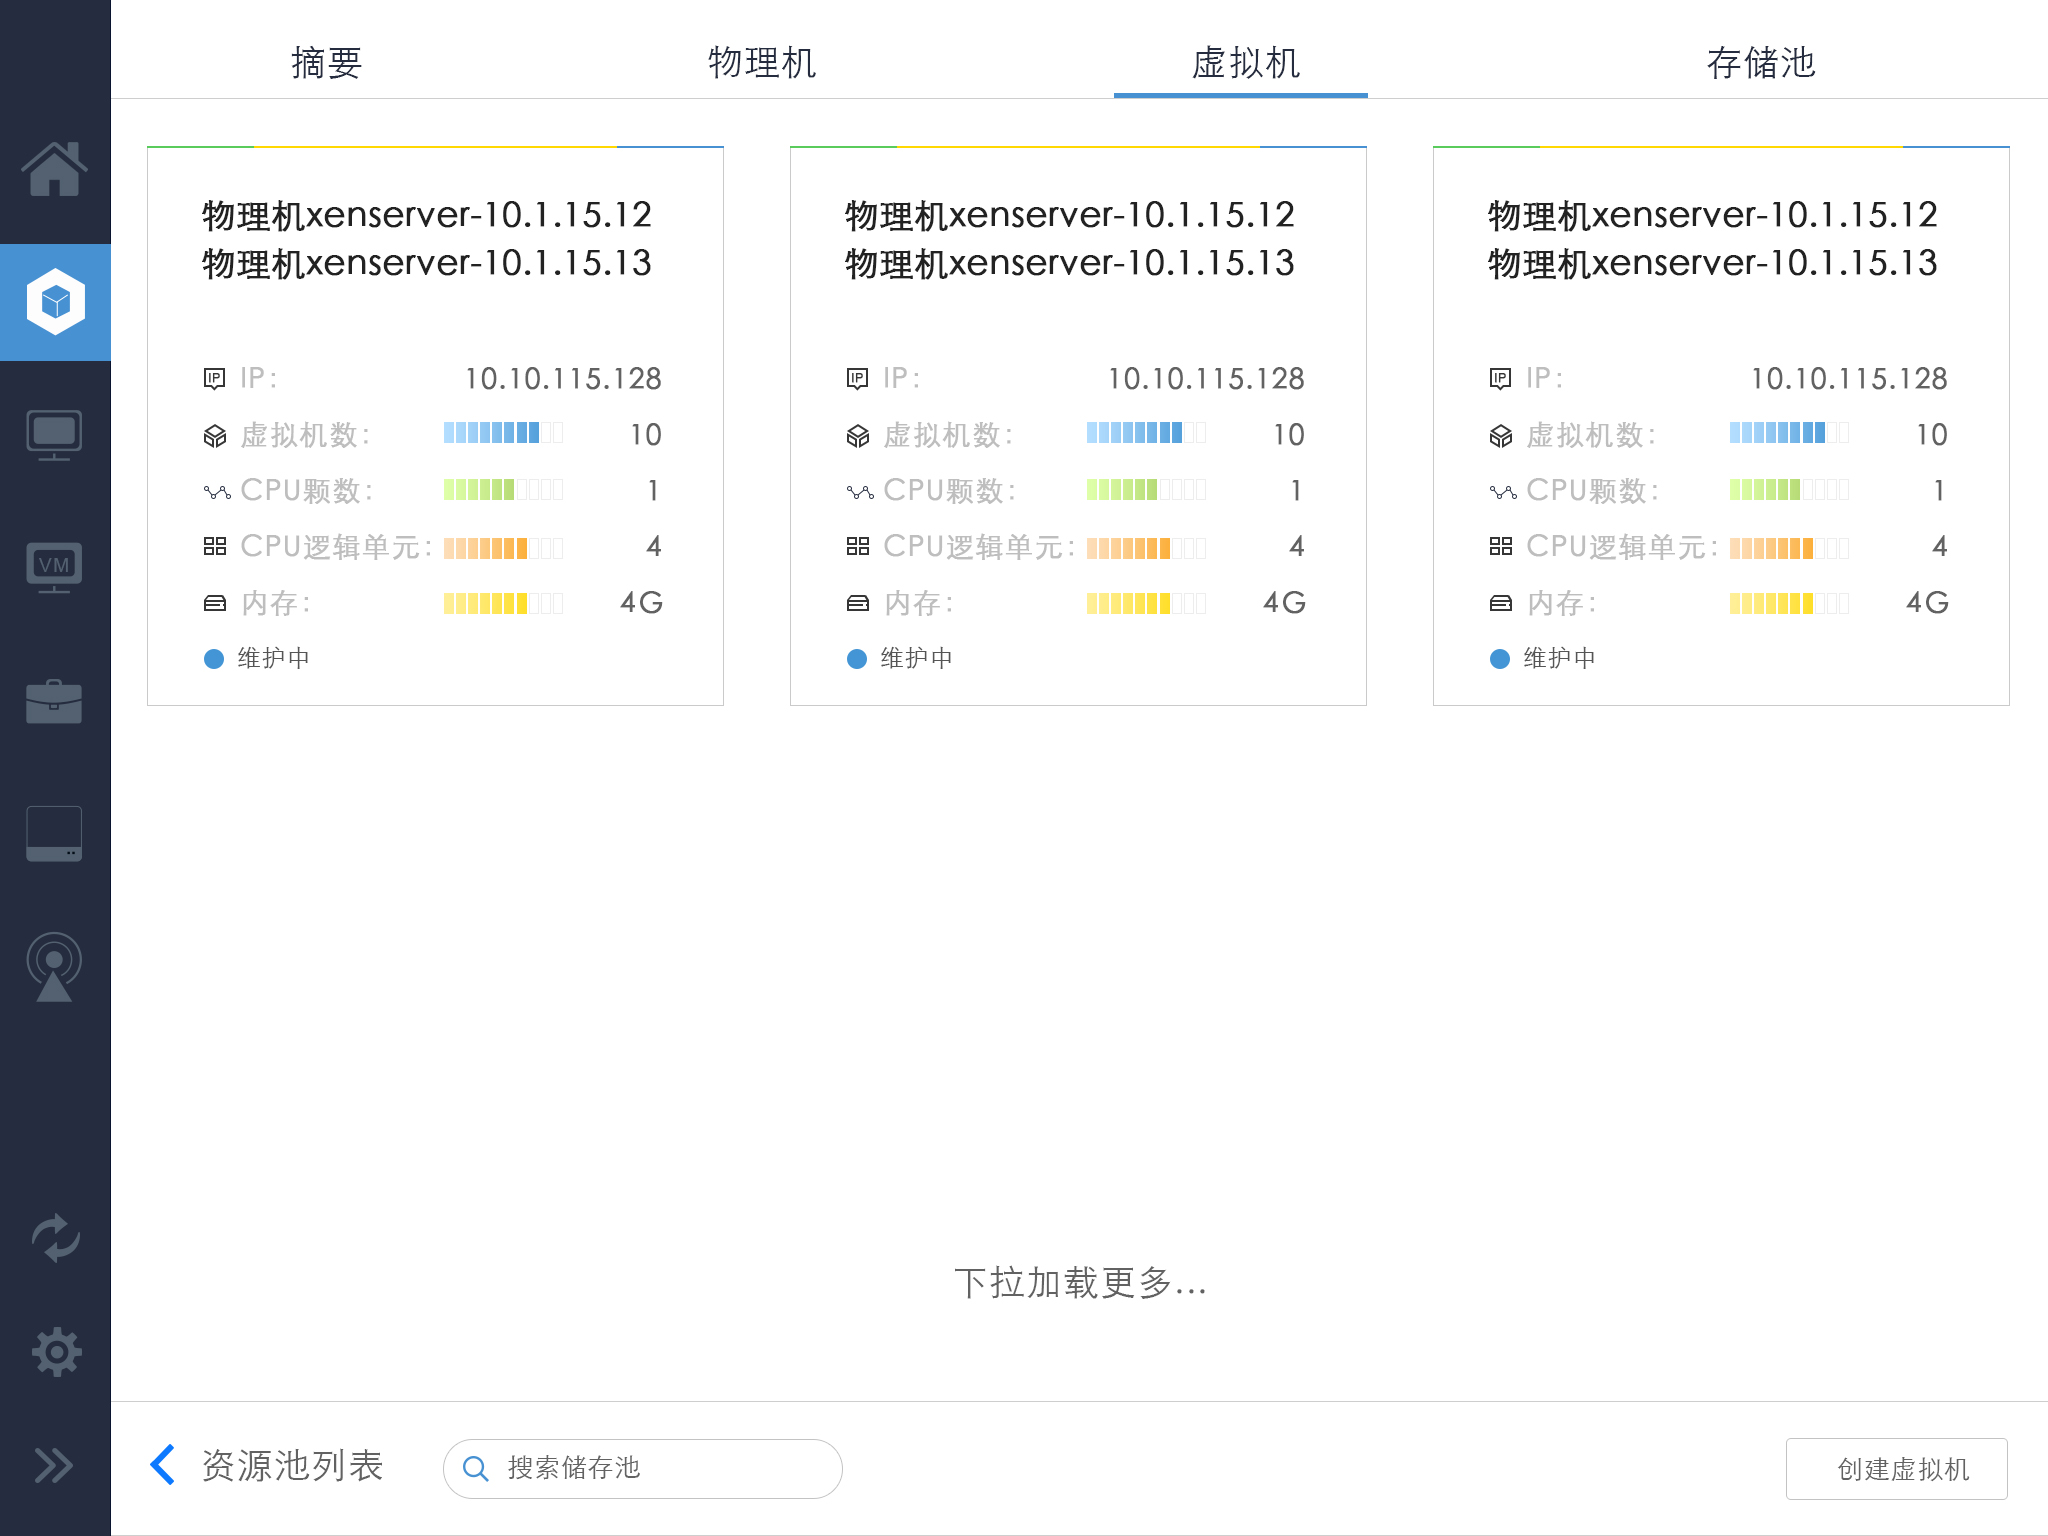 摘要
物理机
虚拟机
存储池
物理机xenserver-10.1.15.12
物理机xenserver-10.1.15.13
IP IP： 10.10.115.128
虚拟机数： 10
CPU颗数： 1
CPU逻辑单元： 4
内存： 4G
维护中
物理机xenserver-10.1.15.12
物理机xenserver-10.1.15.13
IP IP： 10.10.115.128
虚拟机数： 10
CPU颗数： 1
CPU逻辑单元： 4
内存： 4G
维护中
物理机xenserver-10.1.15.12
物理机xenserver-10.1.15.13
IP IP： 10.10.115.128
虚拟机数： 10
CPU颗数： 1
CPU逻辑单元： 4
内存： 4G
维护中
VM
下拉加载更多...
资源池列表
搜索储存池
创建虚拟机